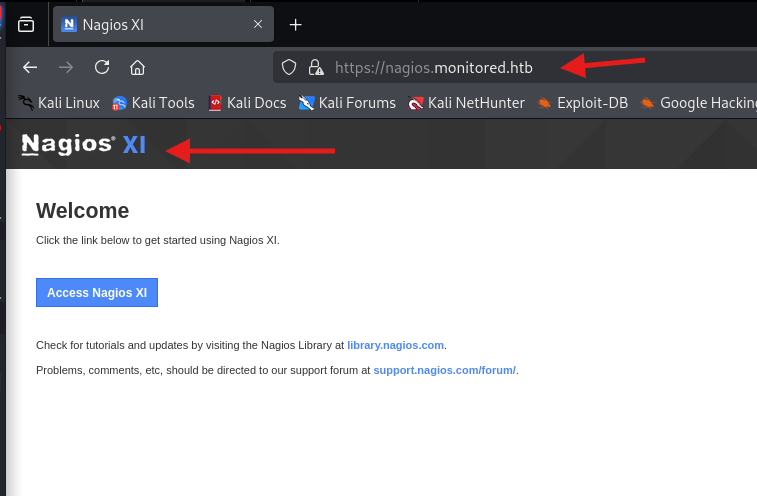 Nagios XI
https://nagios.monitored.htb
Kali Linux Kali Tools Kali Docs Kali Forums Kali NetHunter Exploit-DB Google Hacking
Nagios® XI
Welcome
Click the link below to get started using Nagios XI.
Access Nagios XI
Check for tutorials and updates by visiting the Nagios Library at library.nagios.com.
Problems, comments, etc, should be directed to our support forum at support.nagios.com/forum/.